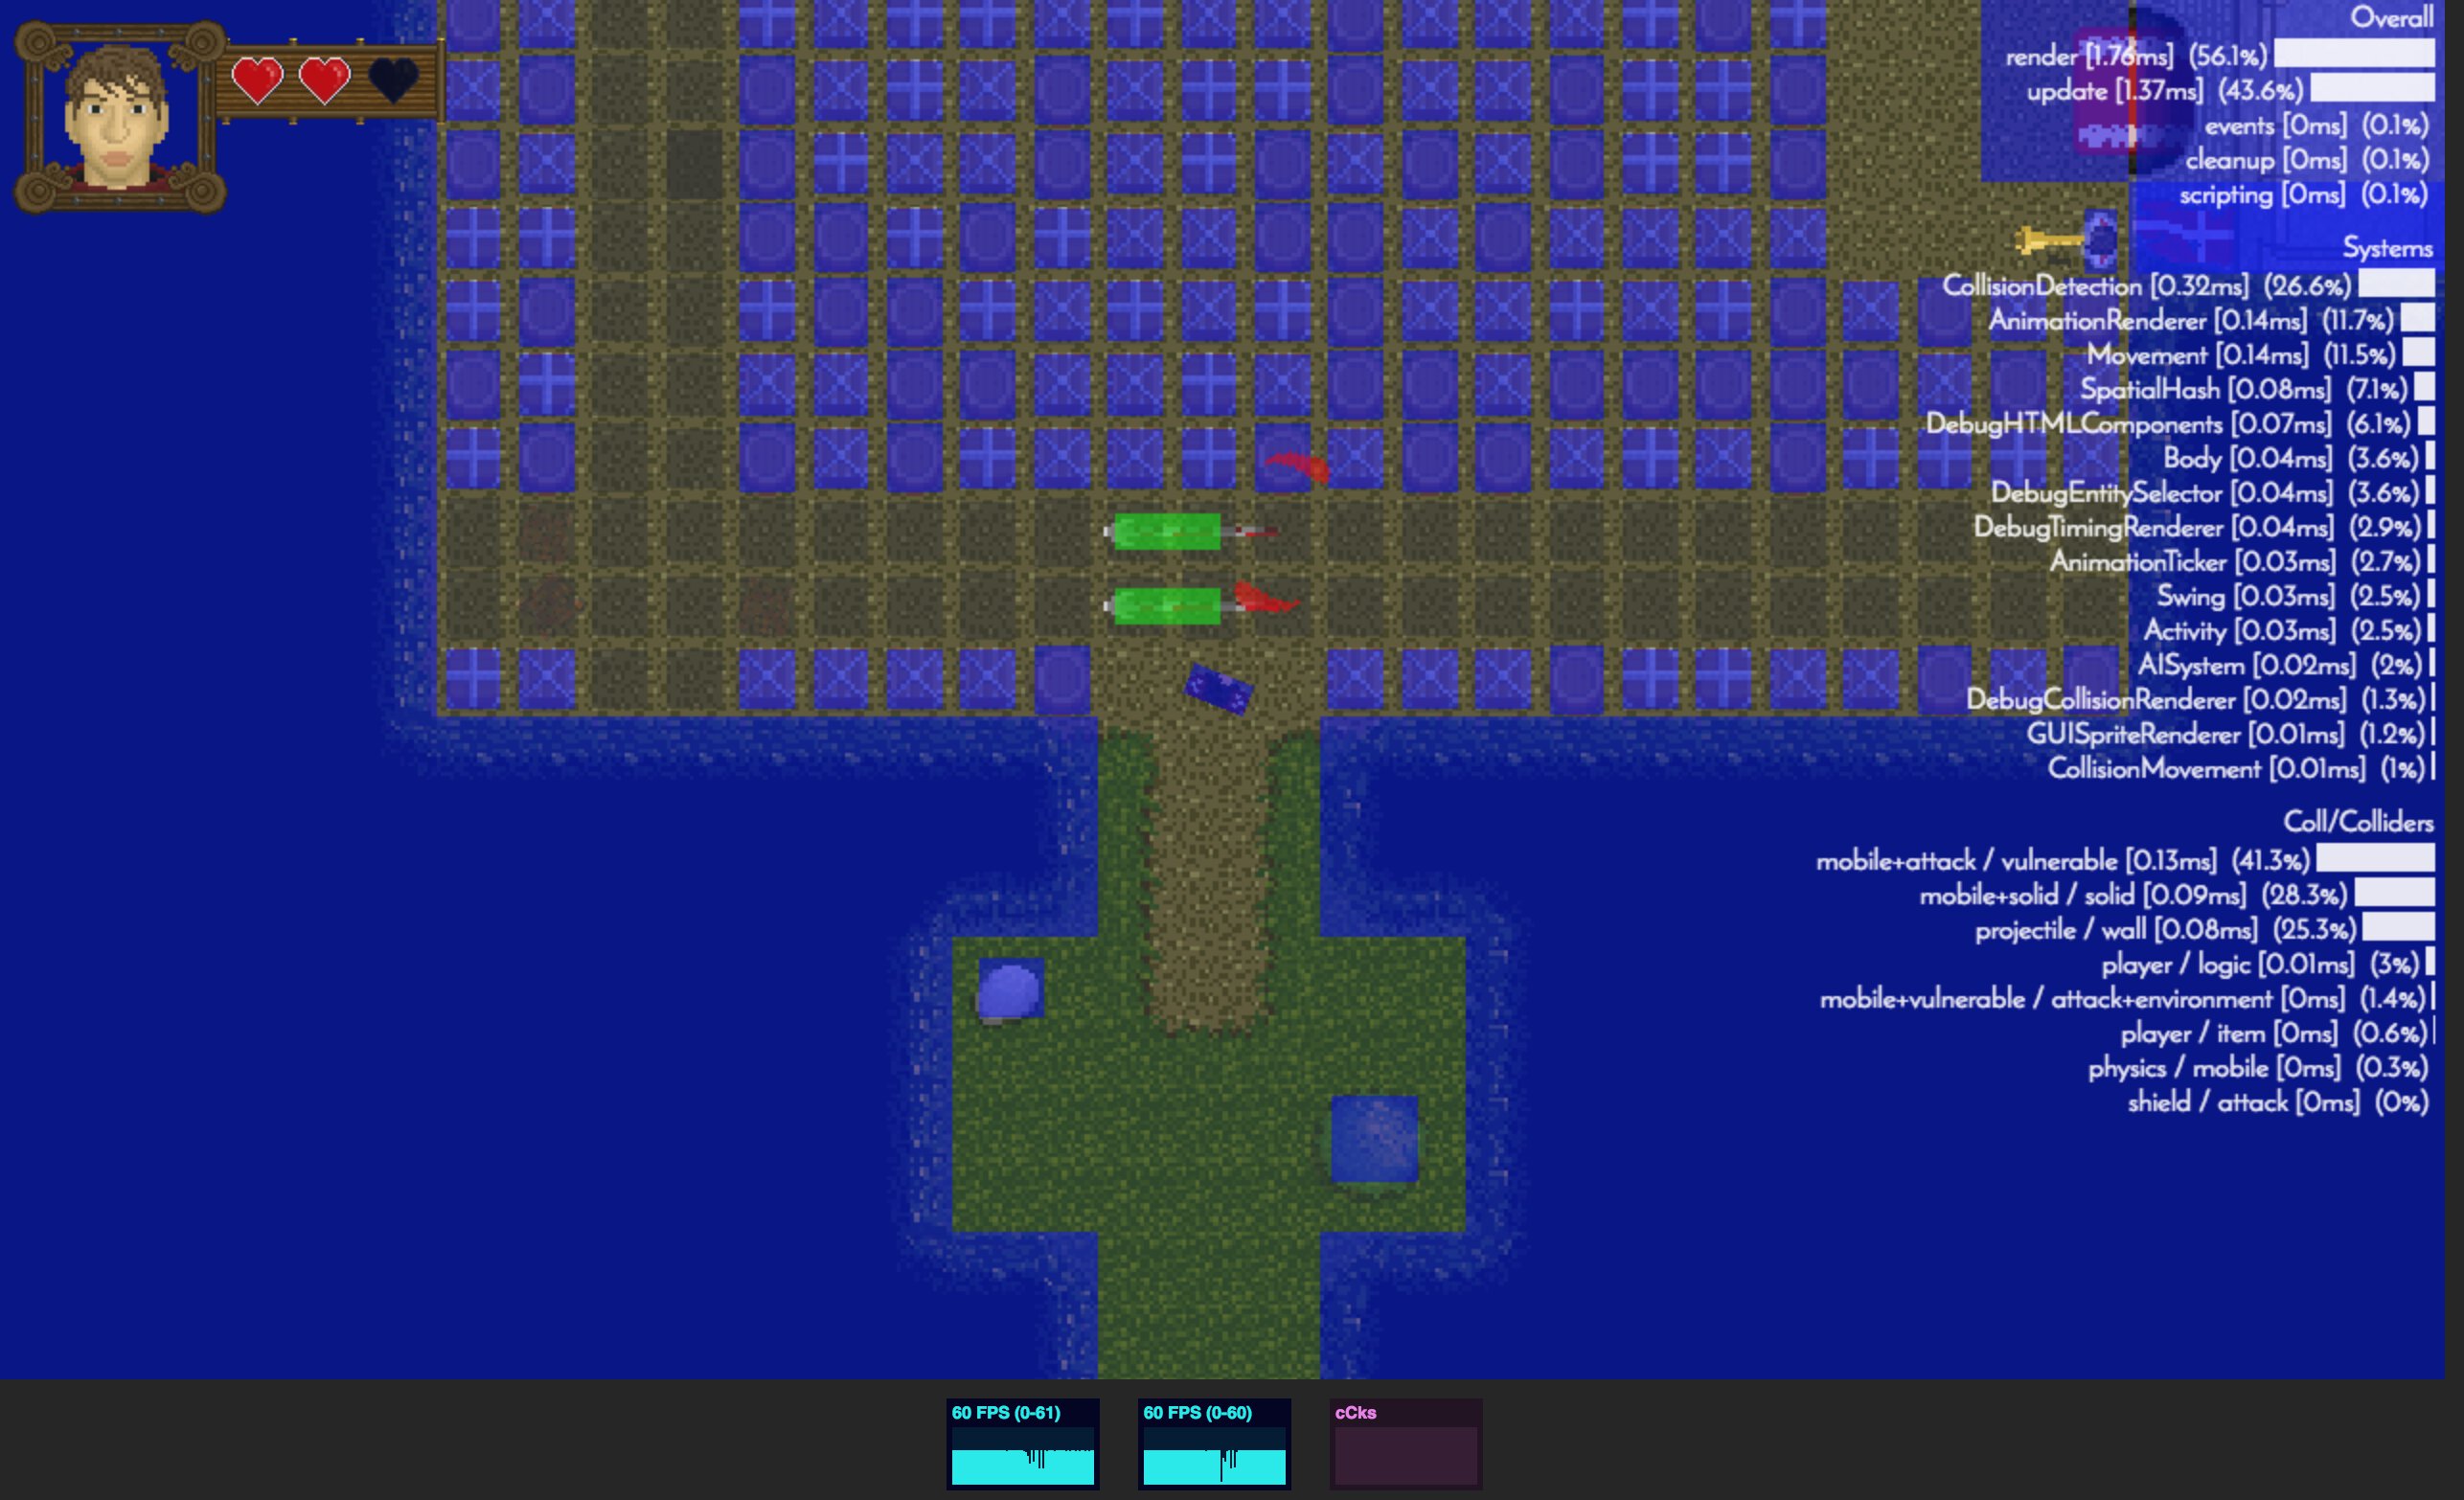 Overall
render [1.76ms] (56.1%)
update [1.37ms] (43.6%)
events [0ms] (0.1%)
cleanup [0ms] (0.1%)
scripting [0ms] (0.1%)
Systems
CollisionDetection [0.32ms] (26.6%)
AnimationRenderer [0.14ms] (11.7%)
Movement [0.14ms] (11.5%)
SpatialHash [0.08ms] (7.1%)
DebugHTMLComponents [0.07ms] (6.1%)
Body [0.04ms] (3.6%)
DebugEntitySelector [0.04ms] (3.6%)
DebugTimingRenderer [0.04ms] (2.9%)
AnimationTicker [0.03ms] (2.7%)
Swing [0.03ms] (2.5%)
Activity [0.03ms] (2.5%)
AISystem [0.02ms] (2%)
DebugCollisionRenderer [0.02ms] (1.3%)
GUISpriteRenderer [0.01ms] (1.2%)
CollisionMovement [0.01ms] (1%)
Coll/Colliders
mobile+attack / vulnerable [0.13ms] (41.3%)
mobile+solid / solid [0.09ms] (28.3%)
projectile / wall [0.08ms] (25.3%)
player / logic [0.01ms] (3%)
mobile+vulnerable / attack+environment [0ms] (1.4%)
player / item [0ms] (0.6%)
physics / mobile [0ms] (0.3%)
shield / attack [0ms] (0%)
60 FPS (0-61)
60 FPS (0-60)
cCks